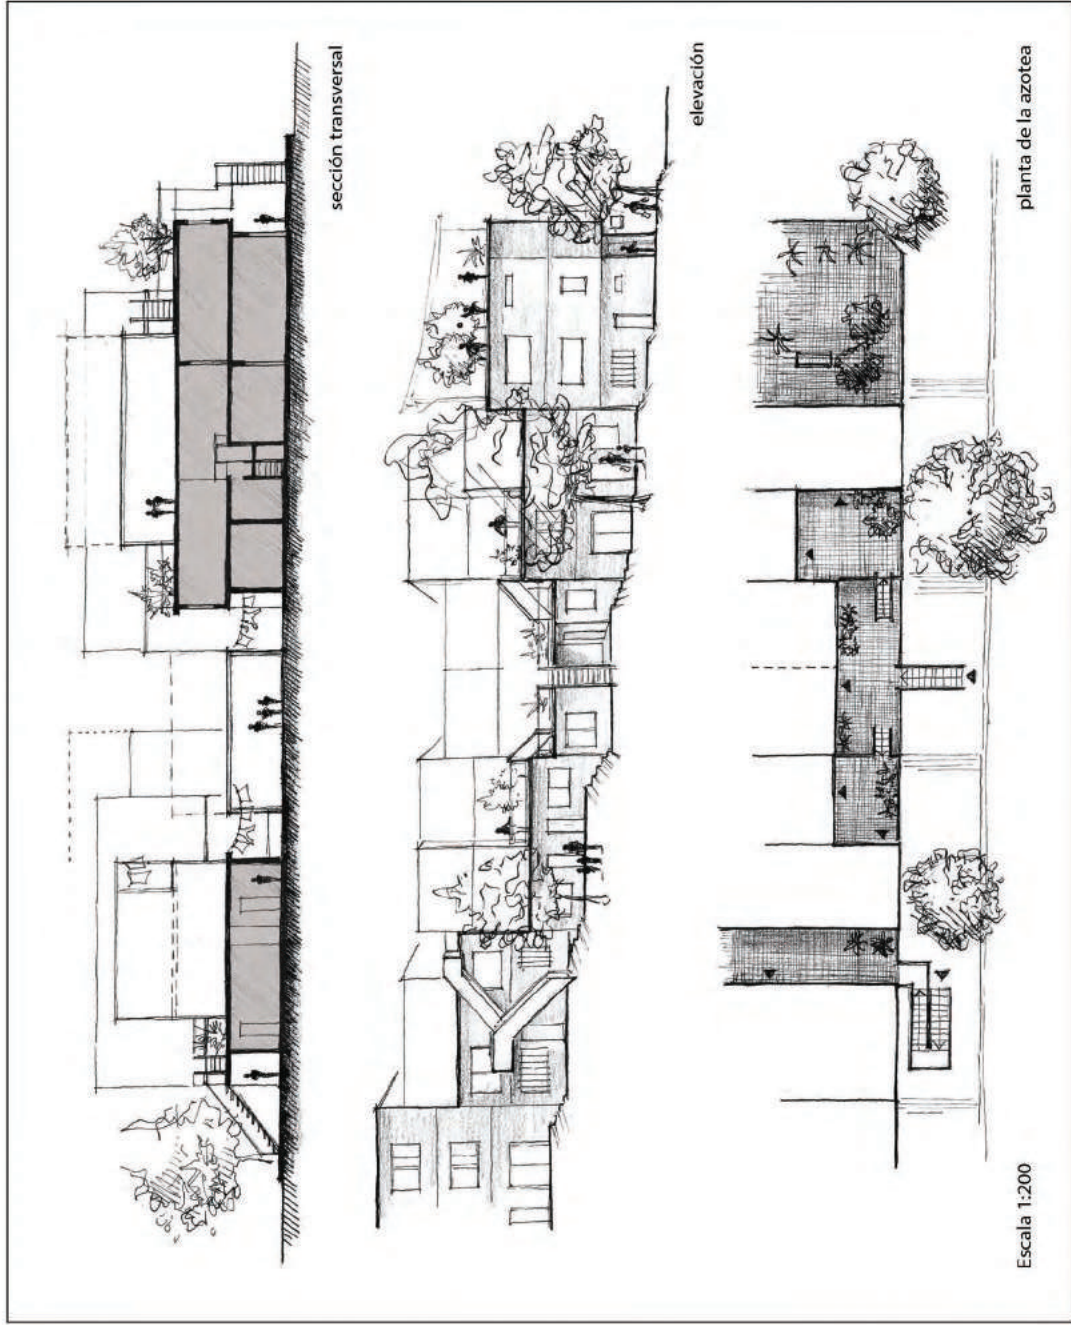 sección transversal
elevación
planta de la azotea
Escala 1:200